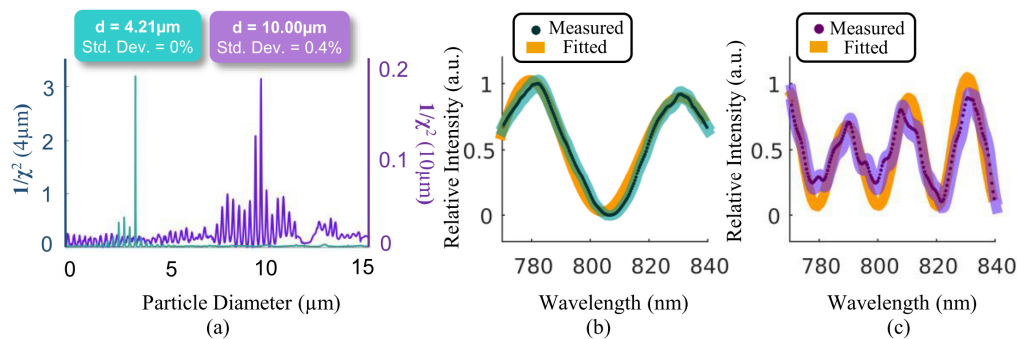 d = 4.21µm
Std. Dev. = 0%
d = 10.00µm
Std. Dev. = 0.4%
1/χ² (4µm)
3
2
1
0
0.2
0.1
0
1/χ² (10µm)
0 5 10 15
Particle Diameter (µm)
(a)
Measured
Fitted
Relative Intensity (a.u.)
1
0.5
0
780 800 820 840
Wavelength (nm)
(b)
Measured
Fitted
Relative Intensity (a.u.)
1
0.5
0
780 800 820 840
Wavelength (nm)
(c)